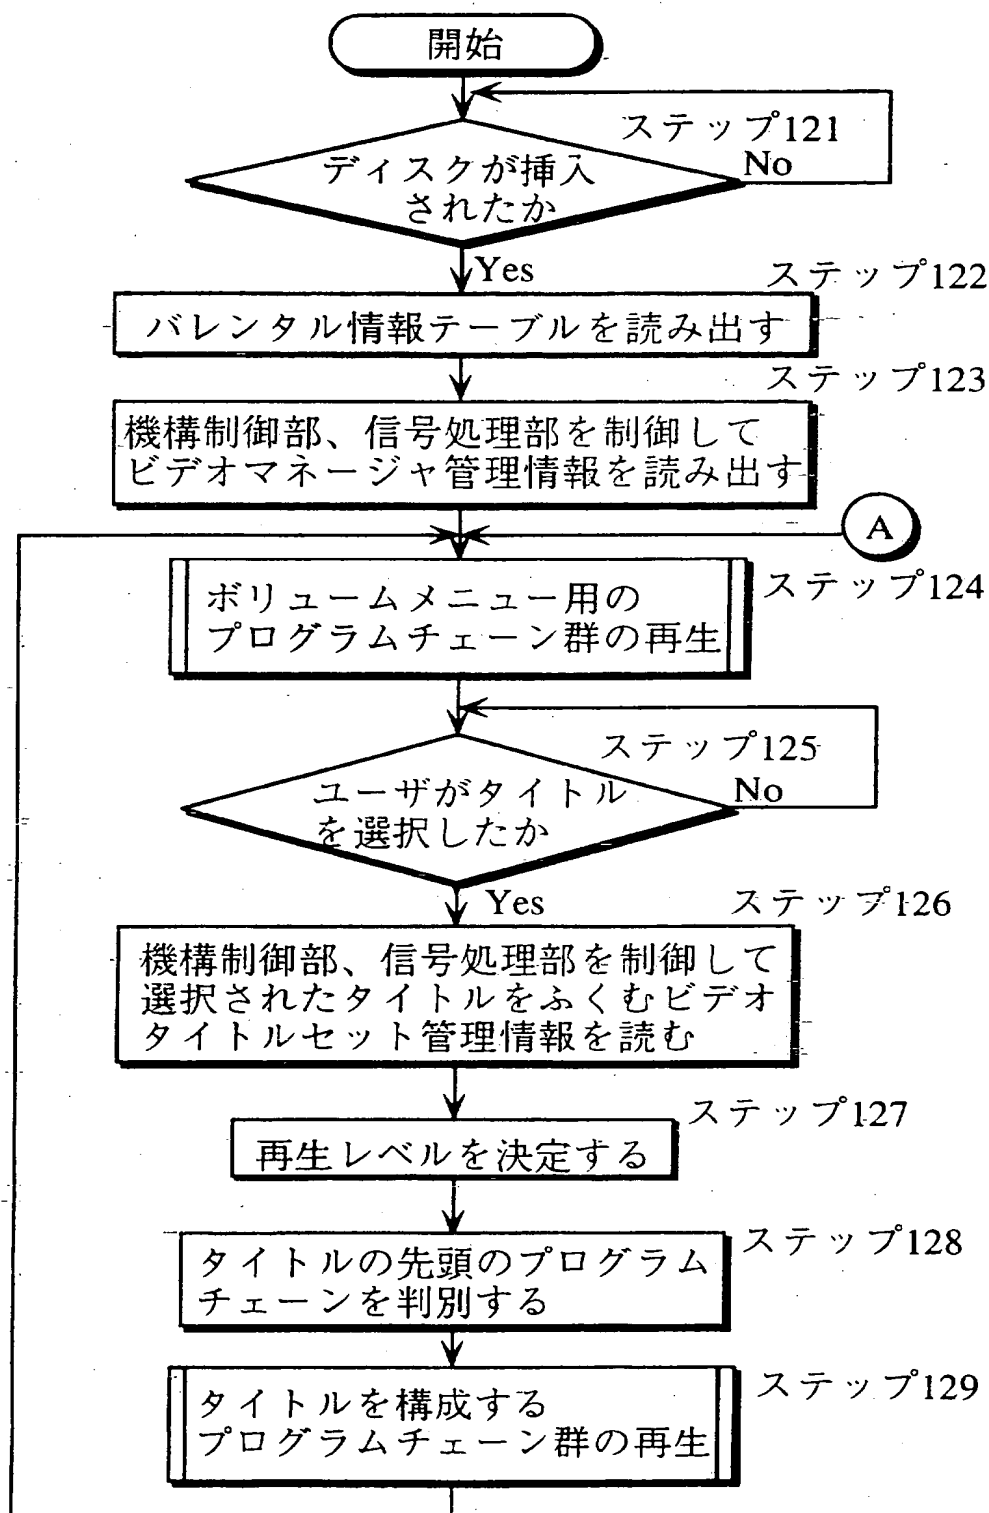 開始
ステップ121
No
ディスクが挿入
されたか
Yes
ステップ122
バレンタル情報テーブルを読み出す
ステップ123
機構制御部、信号処理部を制御して
ビデオマネージャ管理情報を読み出す
A
ステップ124
ボリュームメニュー用の
プログラムチェーン群の再生
ステップ125
No
ユーザがタイトル
を選択したか
Yes
ステップ126
機構制御部、信号処理部を制御して
選択されたタイトルをふくむビデオ
タイトルセット管理情報を読む
ステップ127
再生レベルを決定する
ステップ128
タイトルの先頭のプログラム
チェーンを判別する
ステップ129
タイトルを構成する
プログラムチェーン群の再生